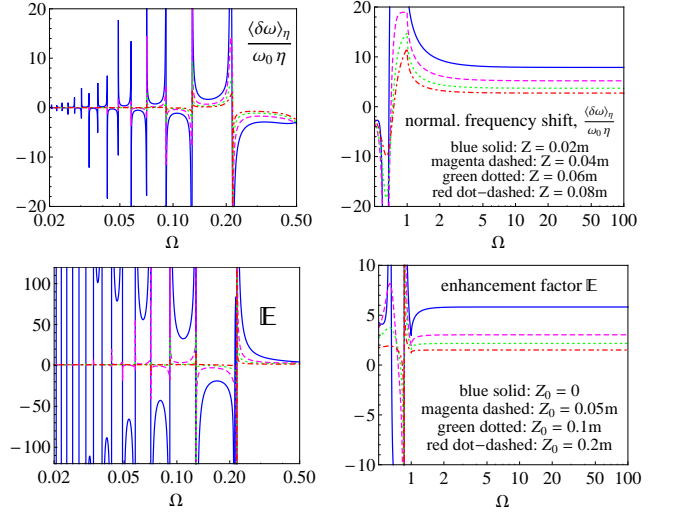 20
10
0
−10
−20
⟨δω⟩η
ω0 η
0.02 0.05 0.10 0.20 0.50
Ω
20
10
0
−10
−20
normal. frequency shift, ⟨δω⟩η / ω0 η
blue solid: Z = 0.02m
magenta dashed: Z = 0.04m
green dotted: Z = 0.06m
red dot−dashed: Z = 0.08m
1 2 5 10 20 50 100
Ω
100
50
0
−50
−100
𝔼
0.02 0.05 0.10 0.20 0.50
Ω
10
5
0
−5
−10
enhancement factor 𝔼
blue solid: Z0 = 0
magenta dashed: Z0 = 0.05m
green dotted: Z0 = 0.1m
red dot−dashed: Z0 = 0.2m
1 2 5 10 20 50 100
Ω